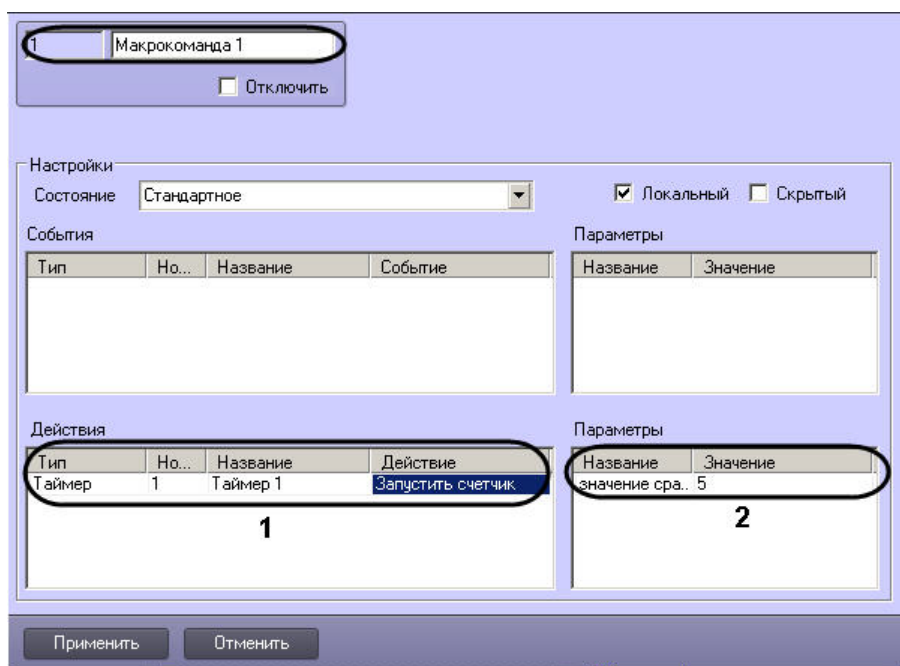 1 Макрокоманда 1
Отключить
Настройки
Состояние Стандартное Локальный Скрытый
События Параметры
Тип Но... Название Событие Название Значение
Действия Параметры
Тип Но... Название Действие Название Значение
Таймер 1 Таймер 1 Запустить счетчик значение сра.. 5
1 2
Применить Отменить